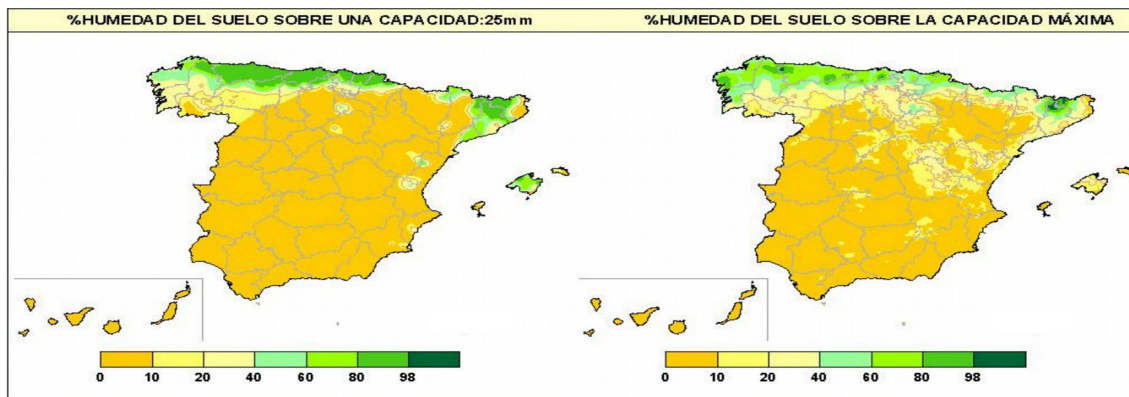 %HUMEDAD DEL SUELO SOBRE UNA CAPACIDAD:25mm
0 10 20 40 60 80 98
%HUMEDAD DEL SUELO SOBRE LA CAPACIDAD MÁXIMA
0 10 20 40 60 80 98